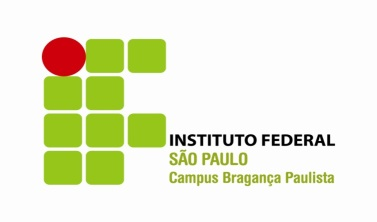 INSTITUTO FEDERAL
SÃO PAULO
Campus Bragança Paulista